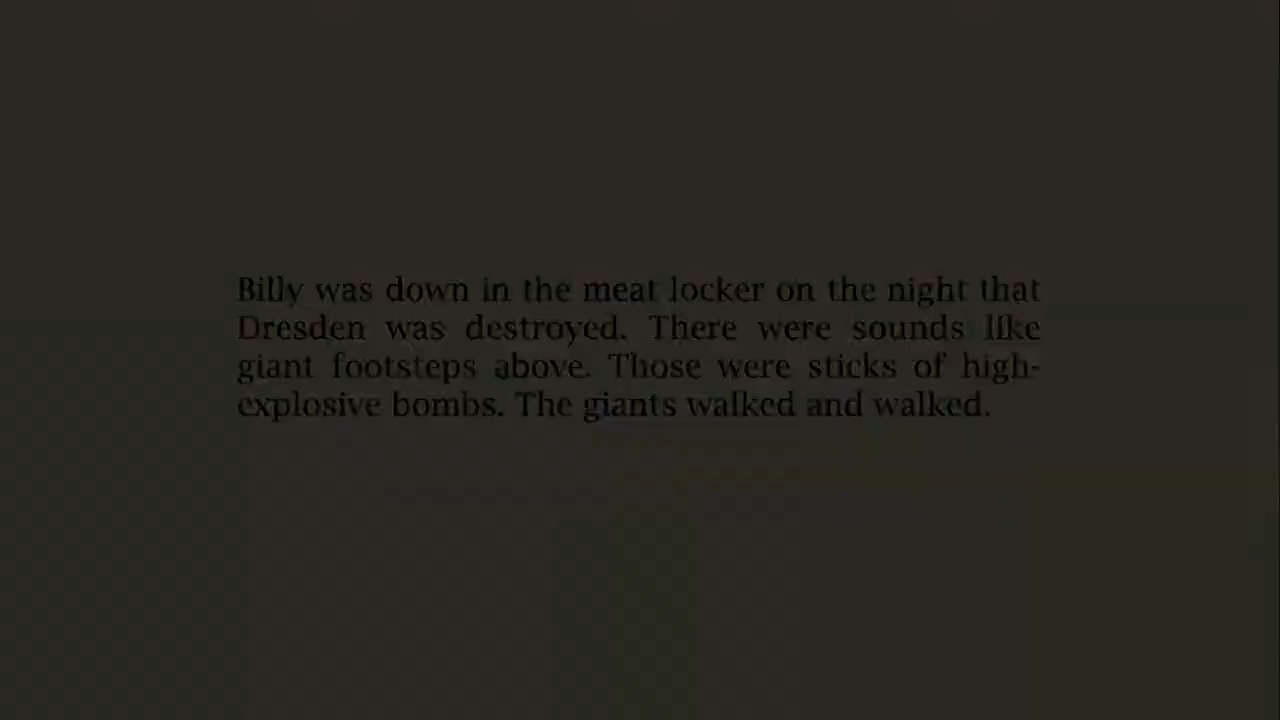 Billy was down in the meat locker on the night that
Dresden was destroyed. There were sounds like
giant footsteps above. Those were sticks of high-
explosive bombs. The giants walked and walked.